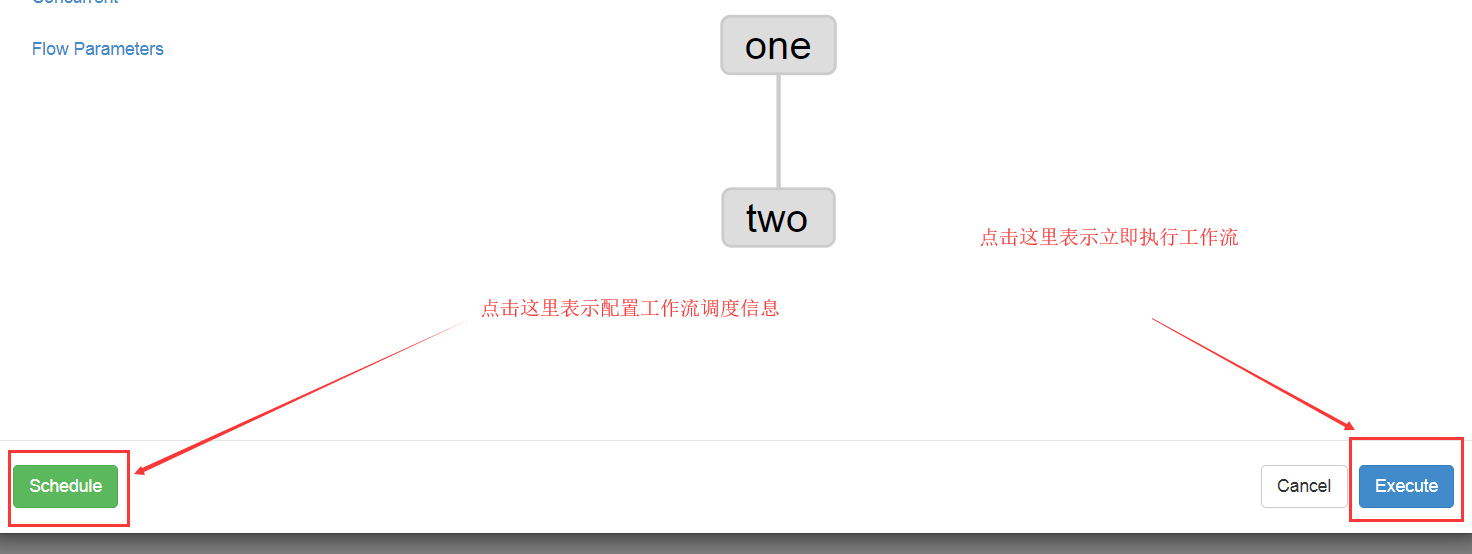 Concurrent
Flow Parameters
one
two
点击这里表示立即执行工作流
点击这里表示配置工作流调度信息
Schedule
Cancel
Execute